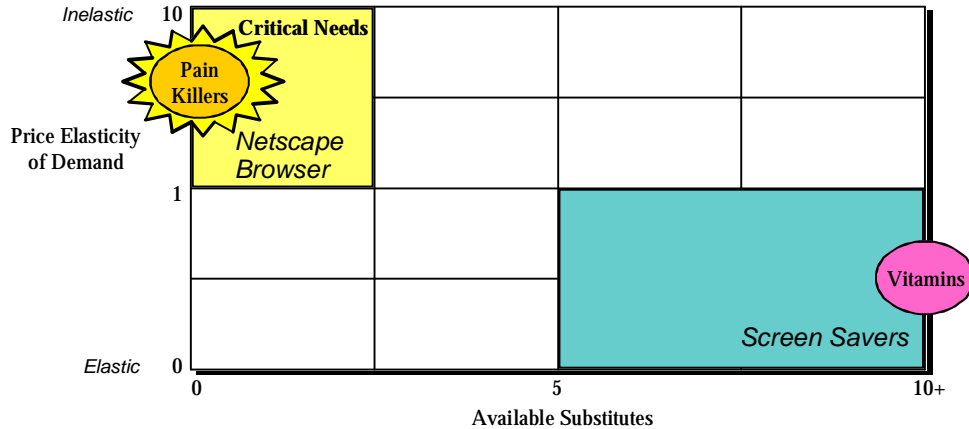 Inelastic
10
Critical Needs
Pain
Killers
Price Elasticity
of Demand
Netscape
Browser
1
Vitamins
Screen Savers
Elastic
0
0
5
10+
Available Substitutes